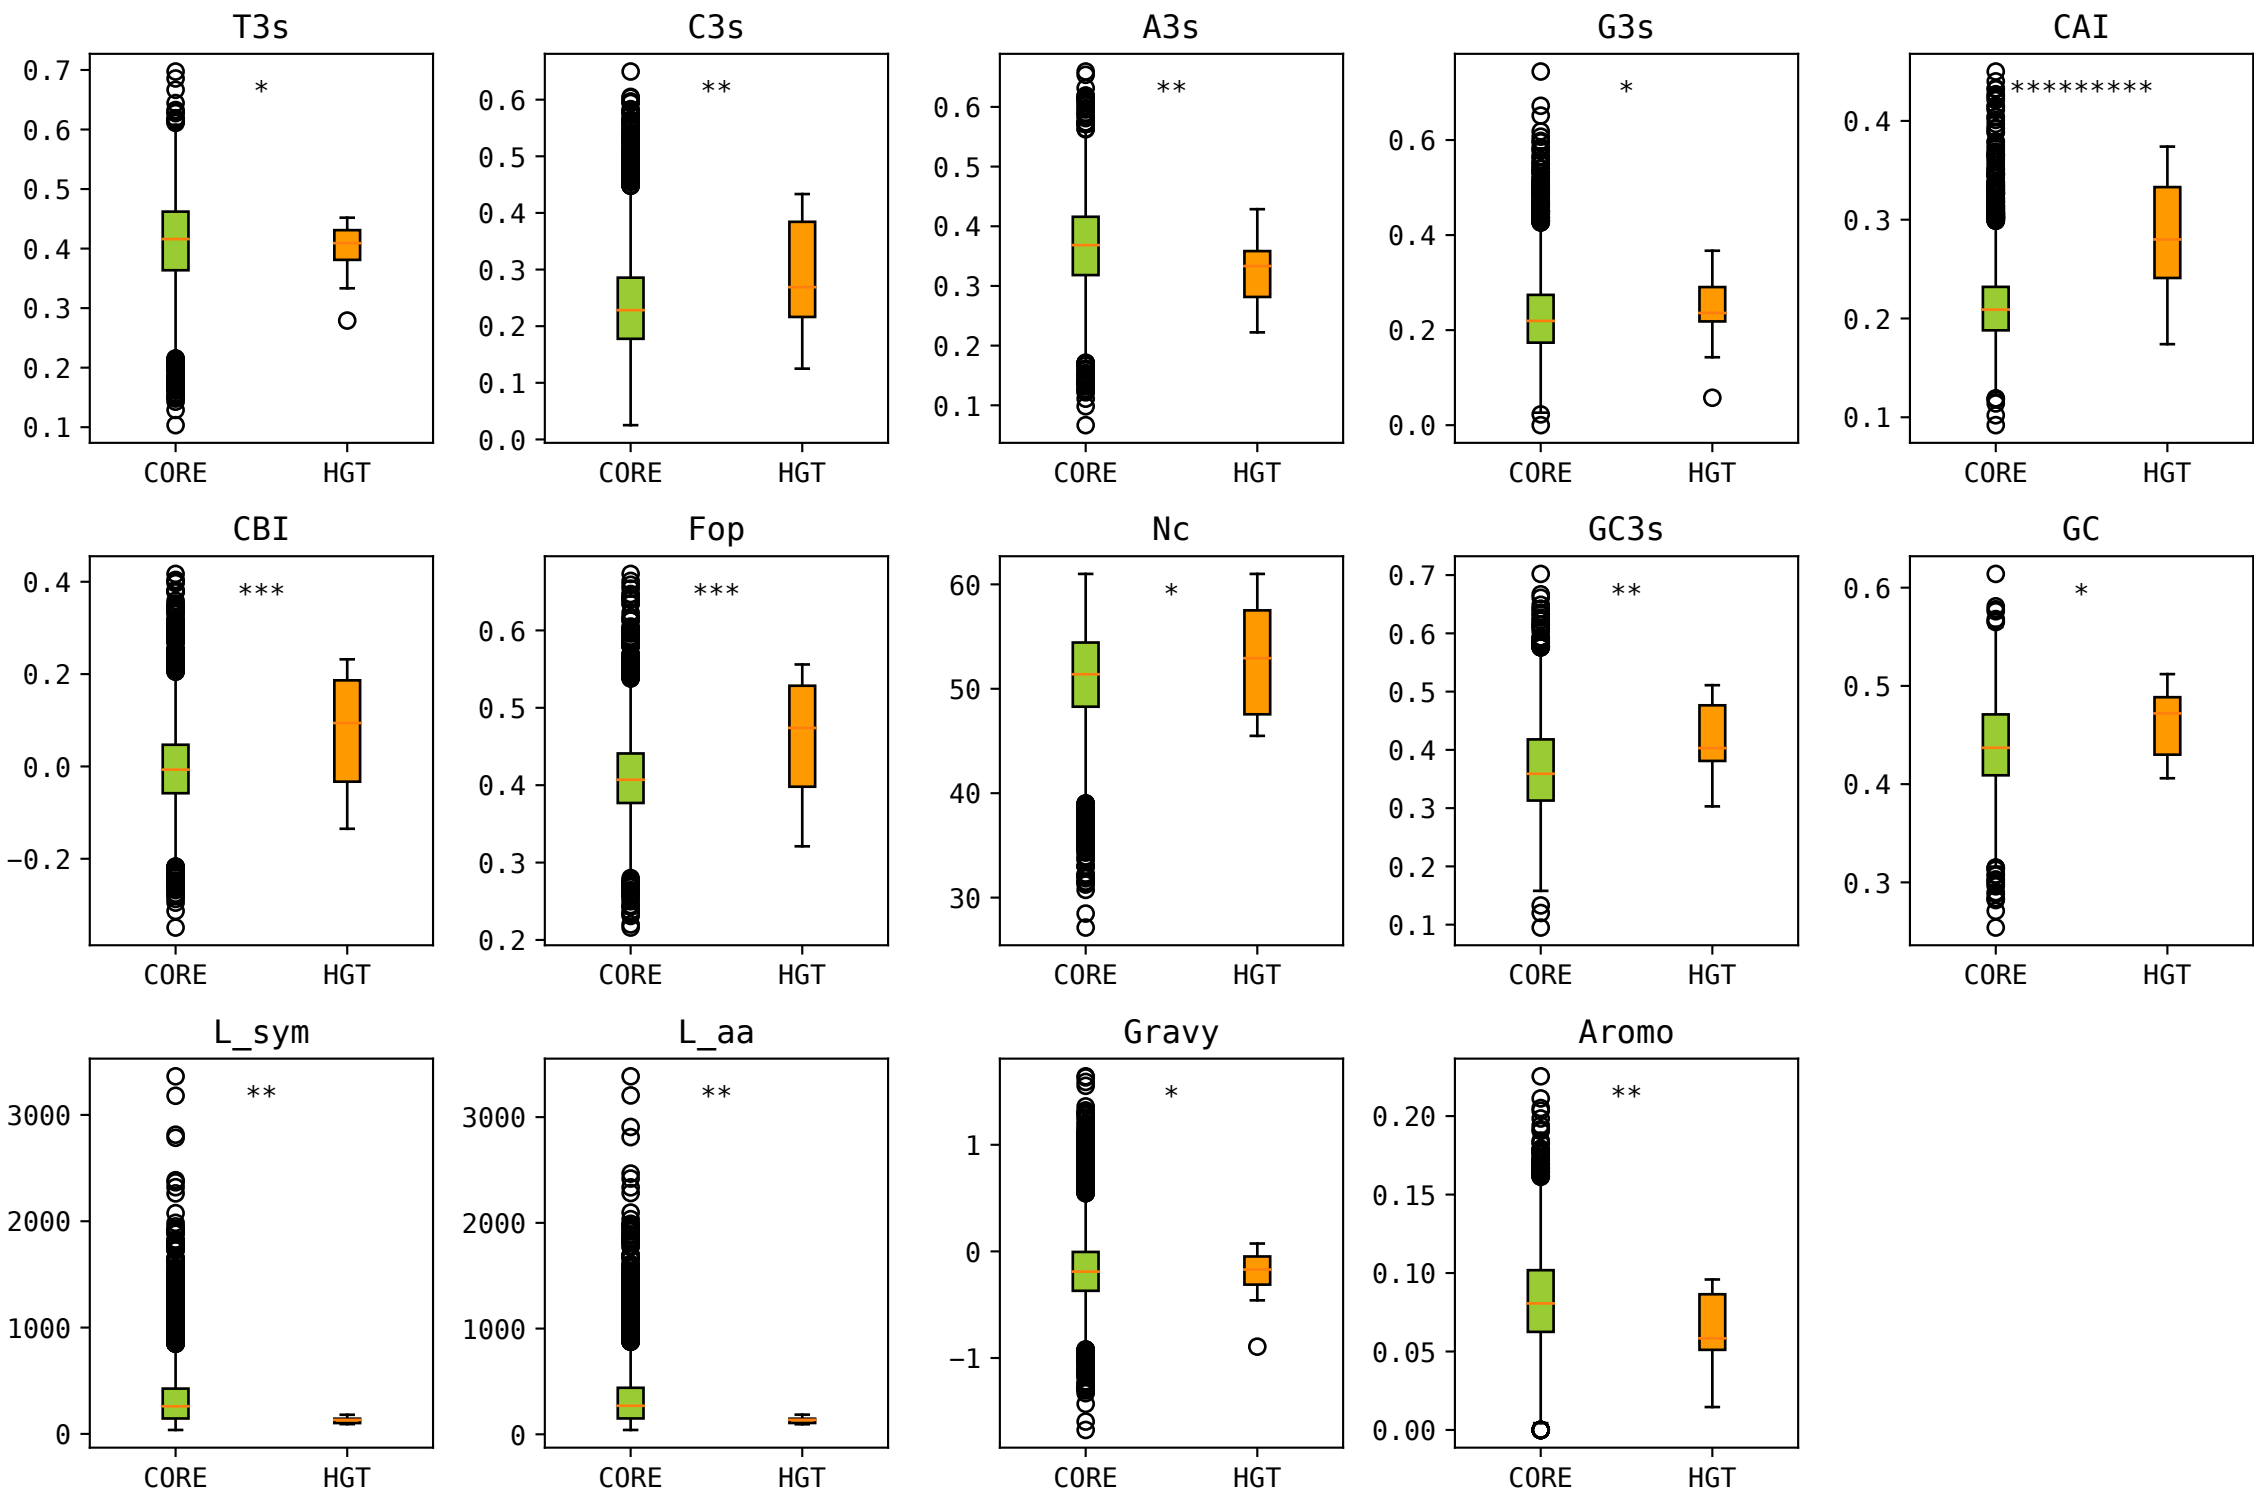 T3s C3s A3s G3s CAI
* ** ** * *********
0.7 0.6 0.5 0.4 0.3 0.2 0.1
0.6 0.5 0.4 0.3 0.2 0.1 0.0
0.6 0.5 0.4 0.3 0.2 0.1
0.6 0.4 0.2 0.0
0.4 0.3 0.2 0.1
CORE HGT CORE HGT CORE HGT CORE HGT CORE HGT
CBI Fop Nc GC3s GC
*** *** * ** *
0.4 0.2 0.0 −0.2
0.6 0.5 0.4 0.3 0.2
60 50 40 30
0.7 0.6 0.5 0.4 0.3 0.2 0.1
0.6 0.5 0.4 0.3
CORE HGT CORE HGT CORE HGT CORE HGT CORE HGT
L_sym L_aa Gravy Aromo
** ** * **
3000 2000 1000 0
3000 2000 1000 0
1 0 −1
0.20 0.15 0.10 0.05 0.00
CORE HGT CORE HGT CORE HGT CORE HGT